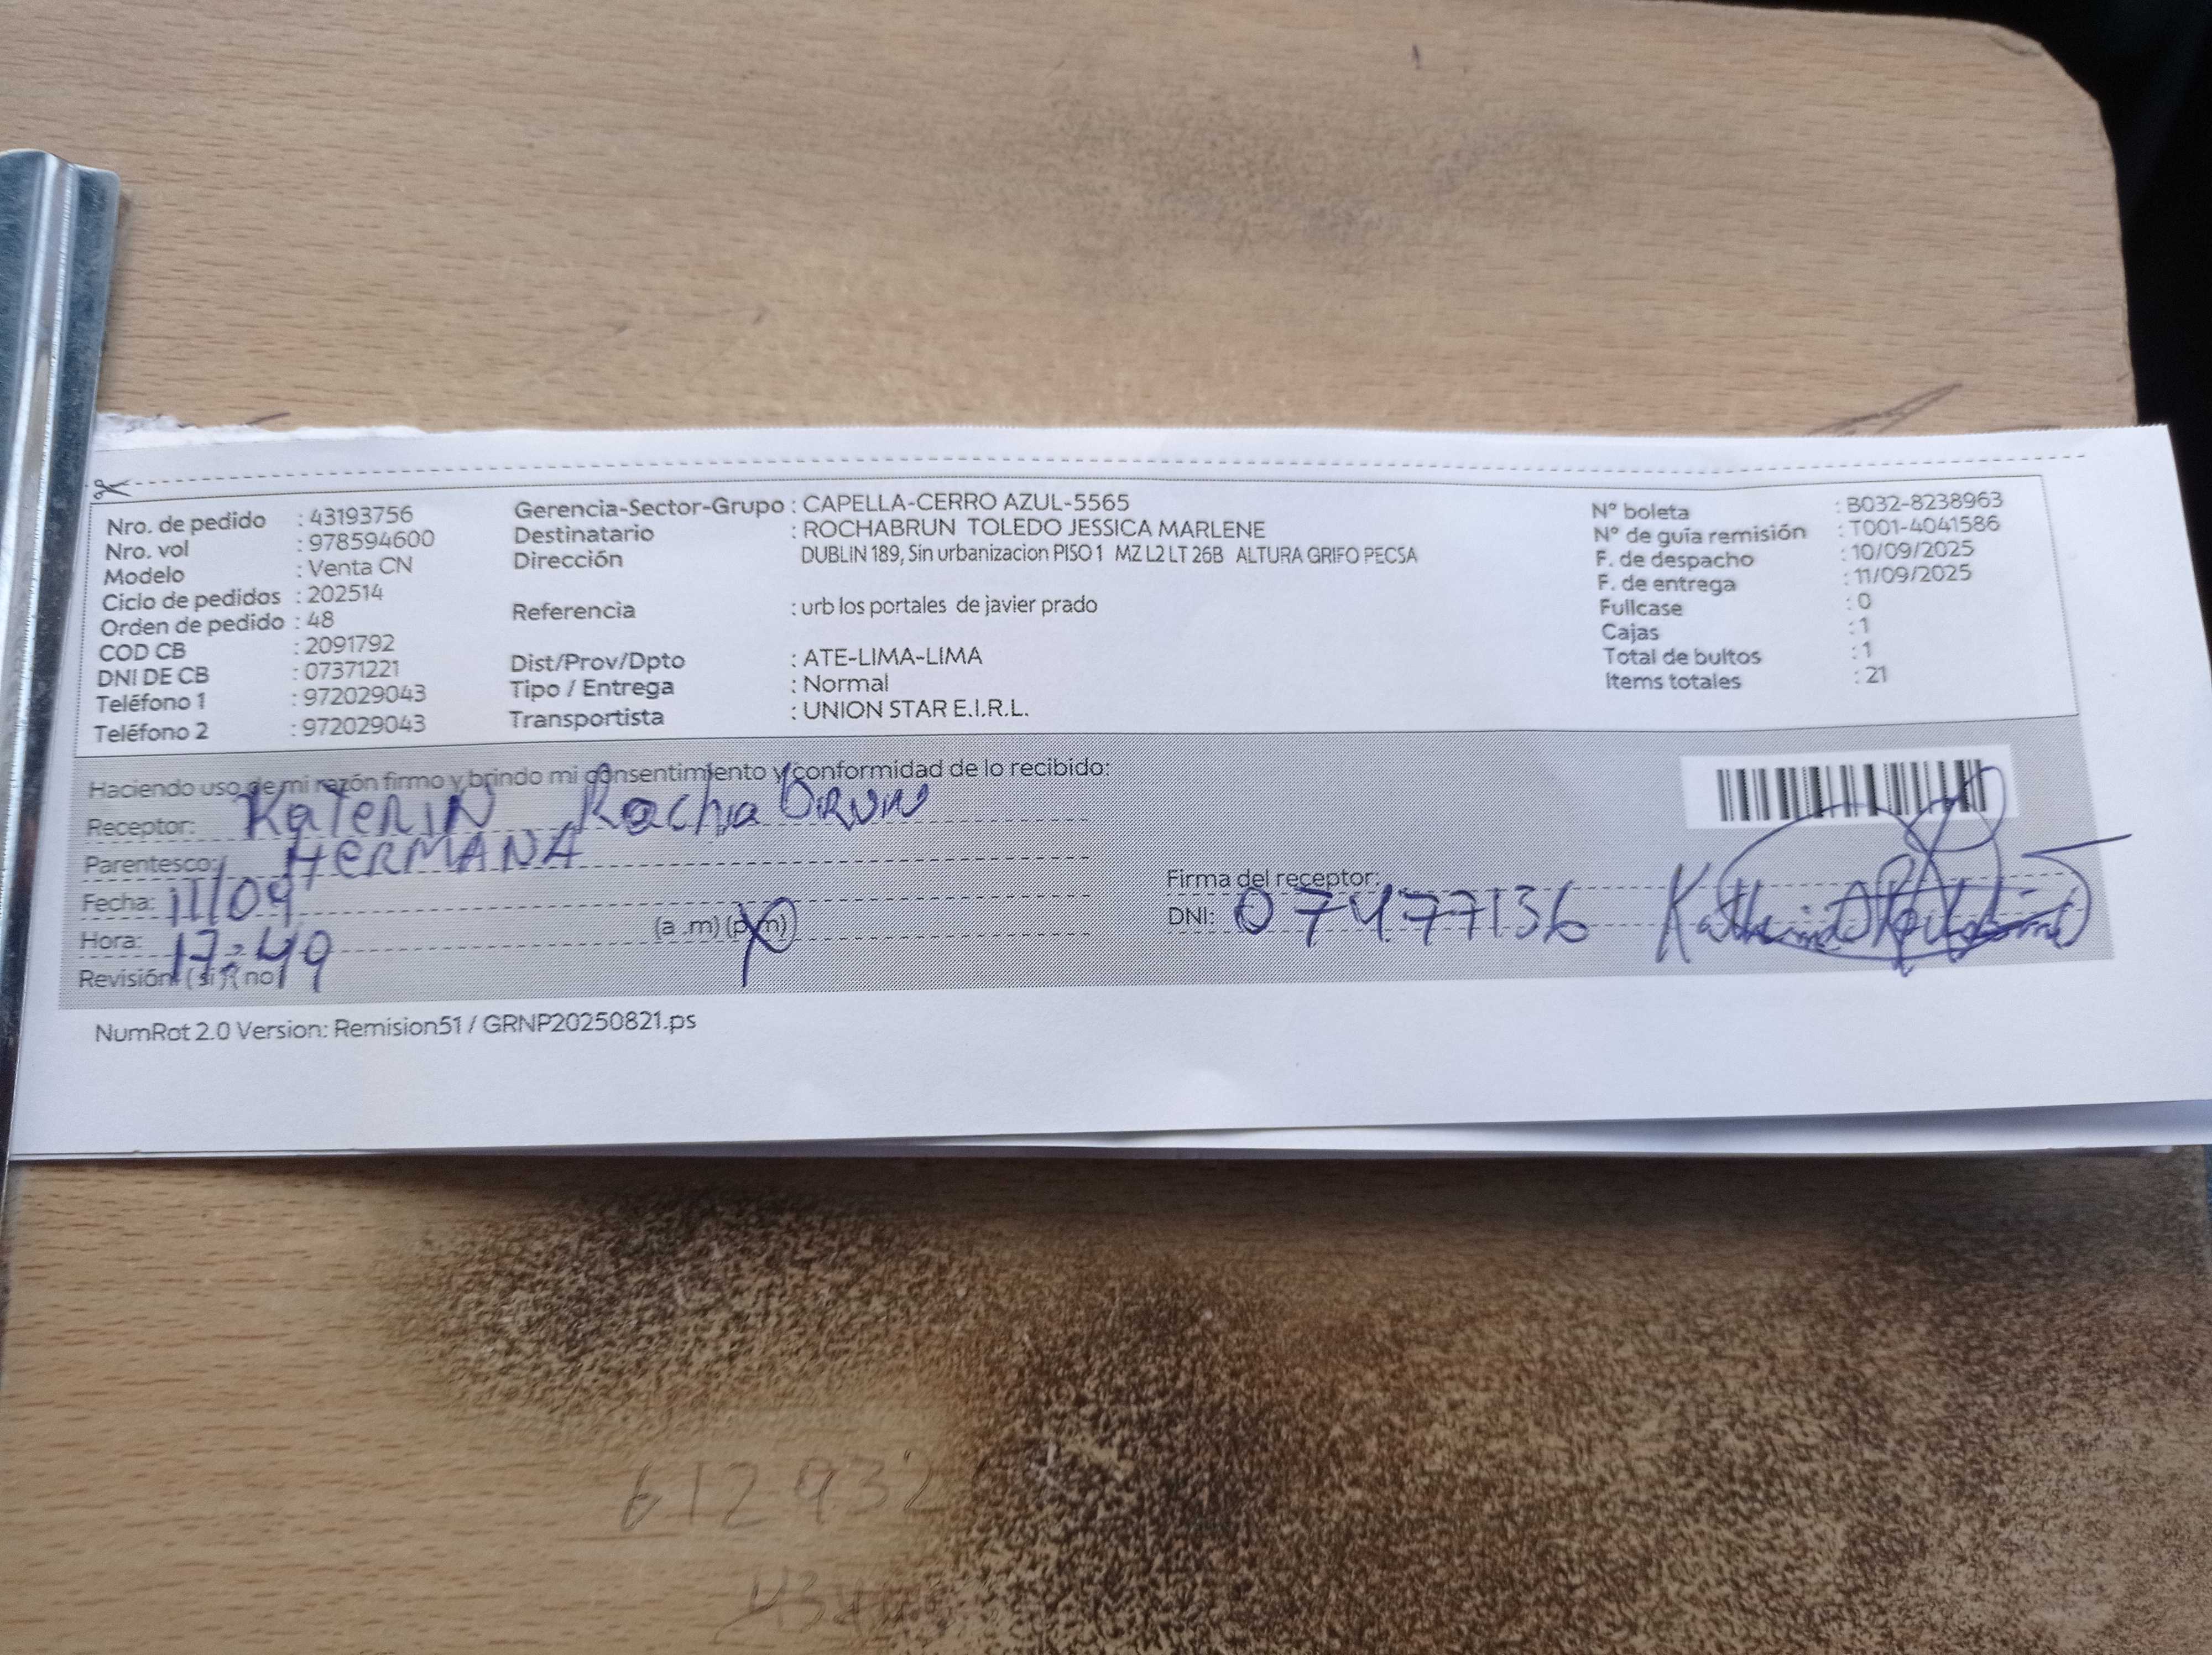 Nro. de pedido : 43193756
Nro. vol : 978594600
Modelo : Venta CN
Ciclo de pedidos : 202514
Orden de pedido : 48
COD CB : 2091792
DNI DE CB : 07371221
Teléfono 1 : 972029043
Teléfono 2 : 972029043
Gerencia-Sector-Grupo : CAPELLA-CERRO AZUL-5565
Destinatario : ROCHABRUN TOLEDO JESSICA MARLENE
Dirección DUBLIN 189, Sin urbanizacion PISO 1 MZ L2 LT 26B ALTURA GRIFO PECSA
Referencia : urb los portales de javier prado
Dist/Prov/Dpto : ATE-LIMA-LIMA
Tipo / Entrega : Normal
Transportista : UNION STAR E.I.R.L.
N° boleta : B032-8238963
N° de guía remisión : T001-4041586
F. de despacho : 10/09/2025
F. de entrega : 11/09/2025
Fullcase : 0
Cajas : 1
Total de bultos : 1
Items totales : 21
Haciendo uso de mi razón firmo y brindo mi consentimiento y conformidad de lo recibido:
Receptor: KaTERIN RochaBRUN
Parentesco: HERMANA
Fecha: 11/09
Hora: 17:49 (a .m) (p.m)
Revisión: (si) (no)
Firma del receptor:
DNI: 07477136
NumRot 2.0 Version: Remision51 / GRNP20250821.ps
612932